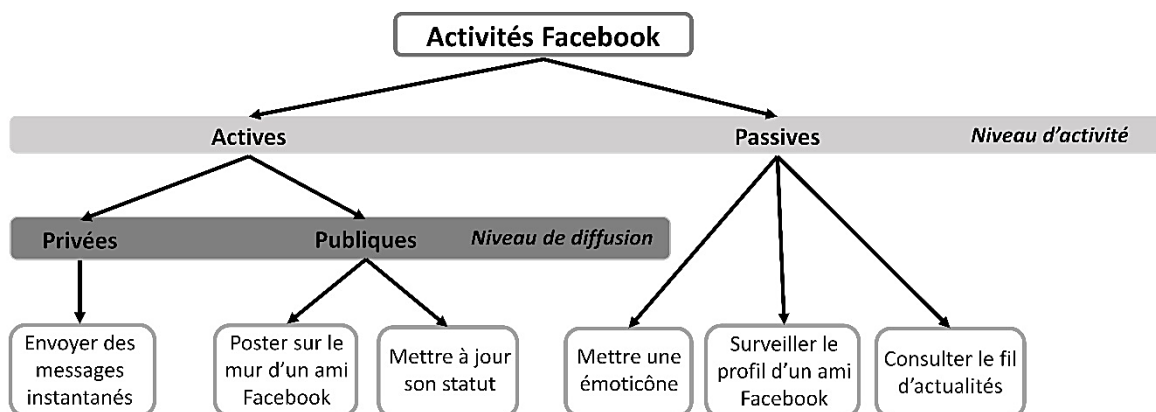 Activités Facebook
Actives
Passives
Niveau d'activité
Privées
Publiques
Niveau de diffusion
Envoyer des
messages
instantanés
Poster sur le
mur d'un ami
Facebook
Mettre à jour
son statut
Mettre une
émoticône
Surveiller le
profil d'un ami
Facebook
Consulter le fil
d'actualités